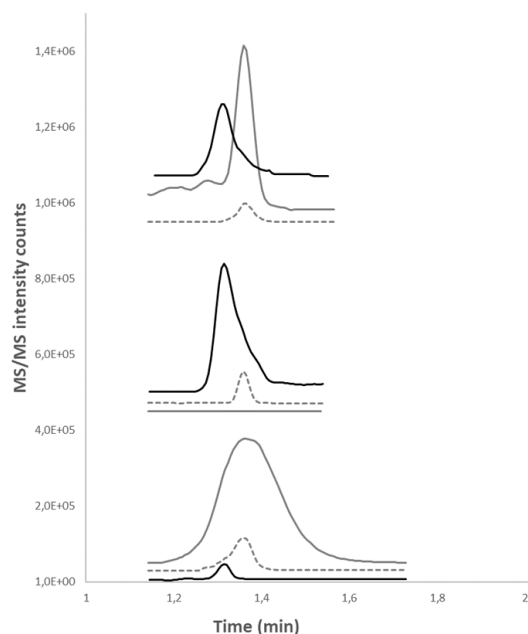 MS/MS intensity counts
1,4E+06
1,2E+06
1,0E+06
8,0E+05
6,0E+05
4,0E+05
2,0E+05
1,0E+00
1 1,2 1,4 1,6 1,8 2
Time (min)